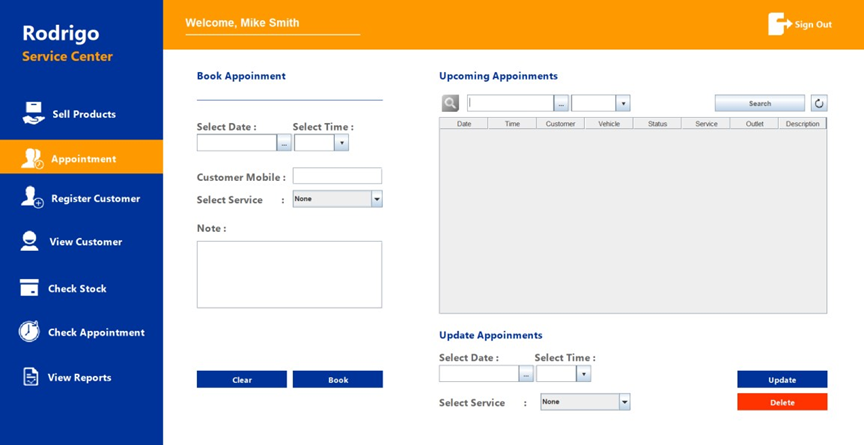 Rodrigo
Service Center
Sell Products
Appointment
Register Customer
View Customer
Check Stock
Check Appointment
View Reports
Welcome, Mike Smith
Sign Out
Book Appoinment
Select Date :
Select Time :
...
Customer Mobile :
Select Service :
None
Note :
Clear
Book
Upcoming Appoinments
...
Search
Date Time Customer Vehicle Status Service Outlet Description
Update Appoinments
Select Date :
Select Time :
...
Select Service :
None
Update
Delete